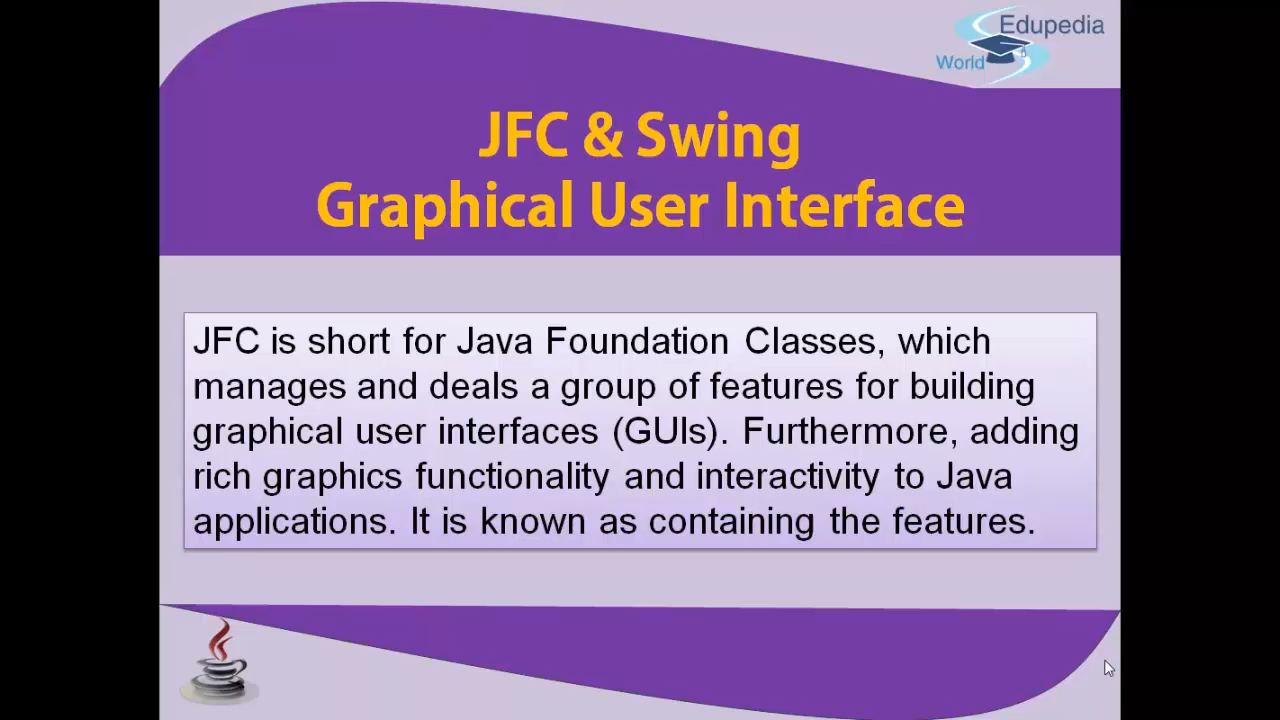 Edupedia
World
JFC & Swing
Graphical User Interface
JFC is short for Java Foundation Classes, which
manages and deals a group of features for building
graphical user interfaces (GUIs). Furthermore, adding
rich graphics functionality and interactivity to Java
applications. It is known as containing the features.